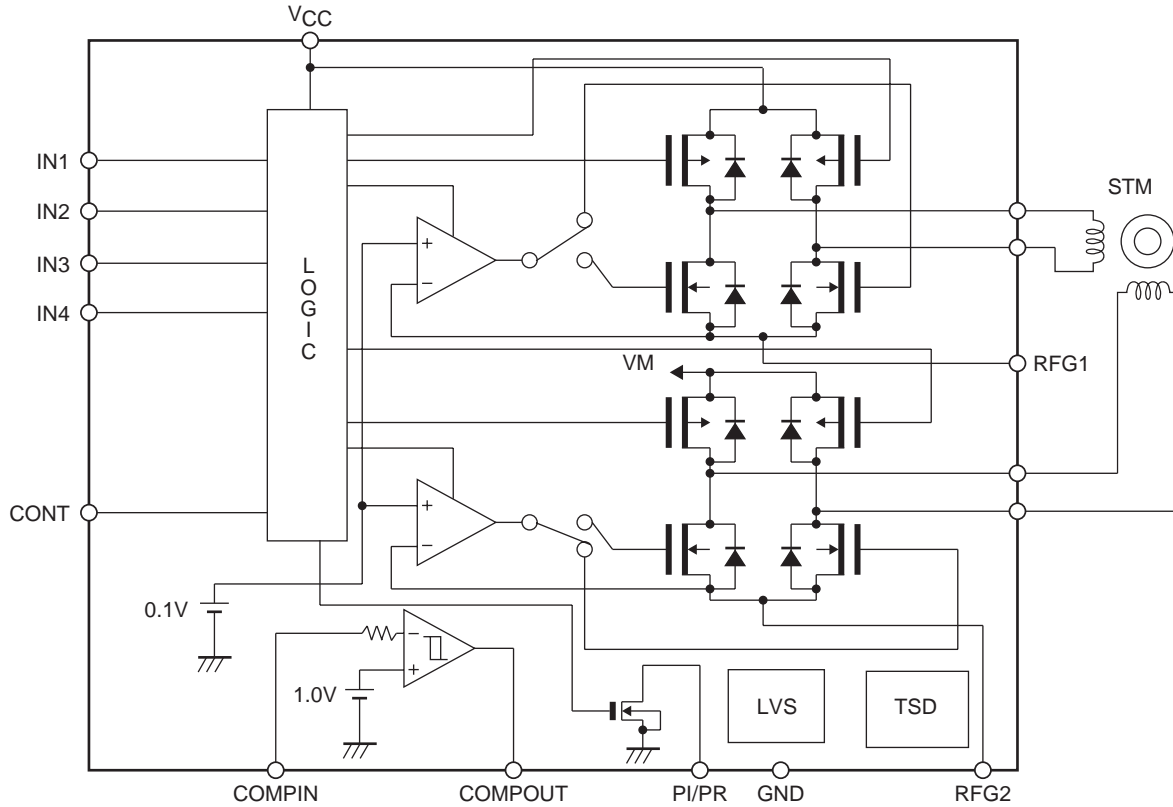 VCC
IN1
IN2
IN3
IN4
CONT
LOGIC
+
−
STM
RFG1
VM
+
−
0.1V
−
+
1.0V
LVS
TSD
COMPIN
COMPOUT
PI/PR
GND
RFG2